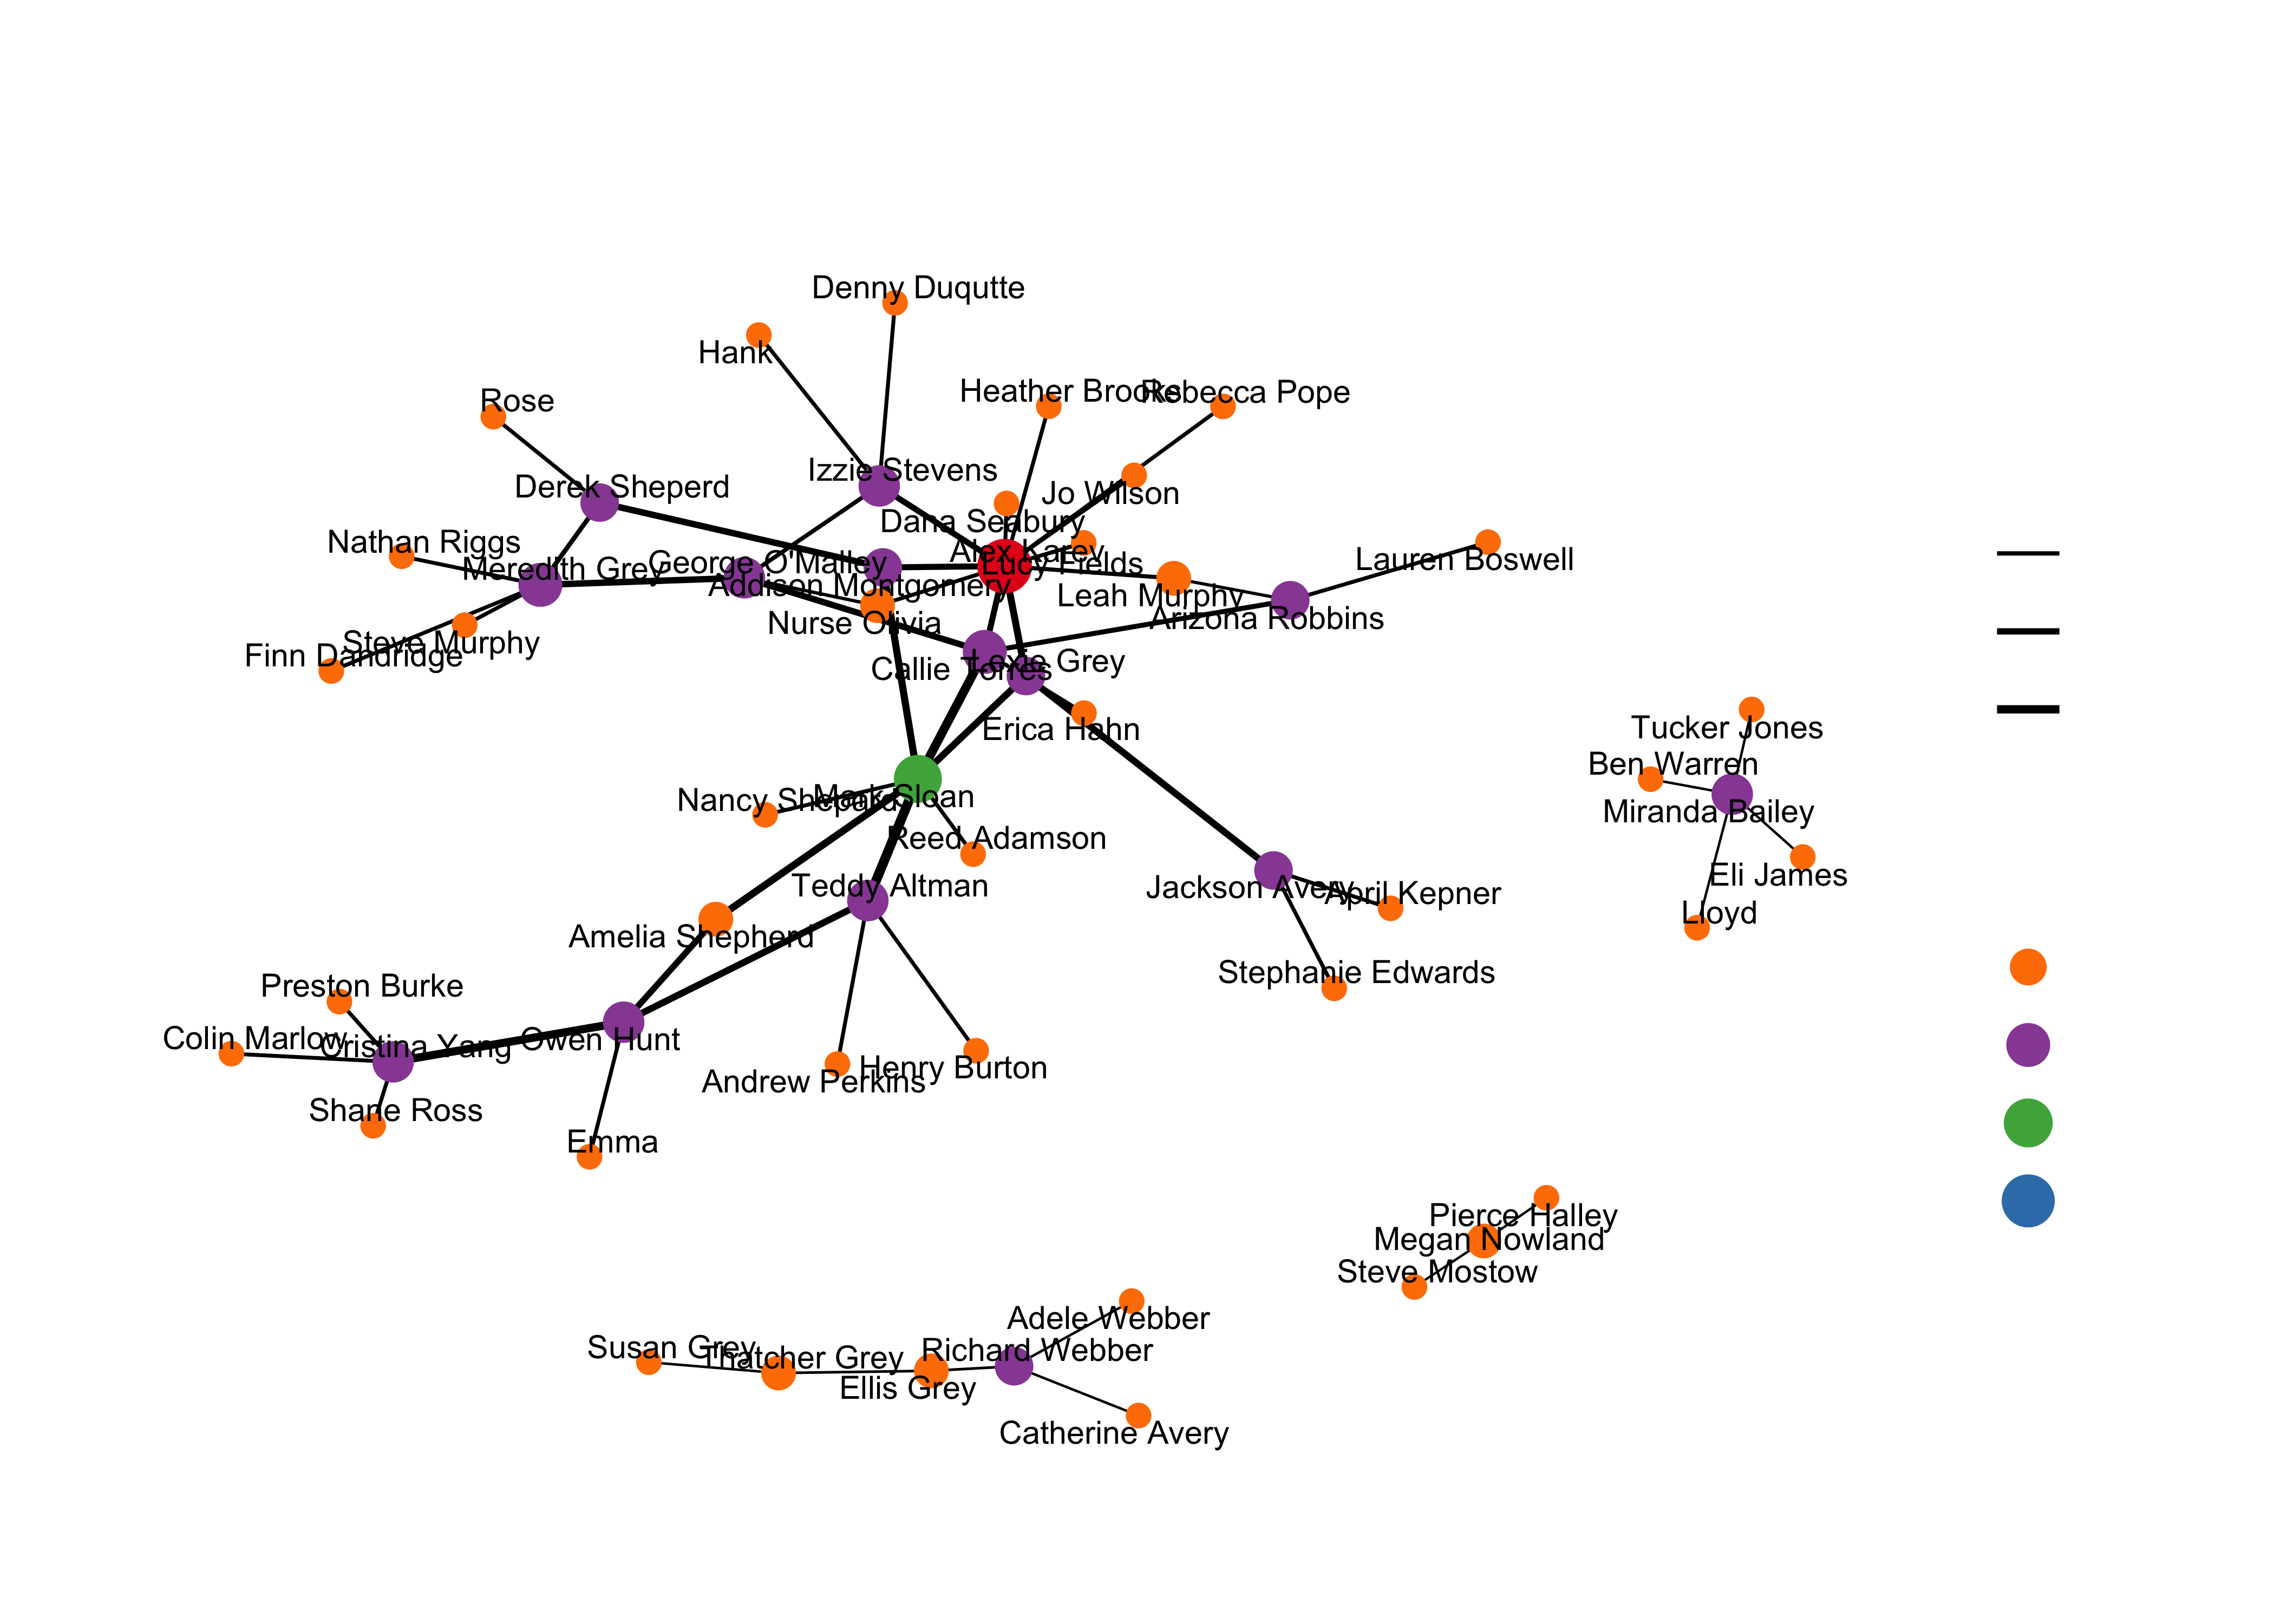 Denny Duqutte
Hank
Heather Brooks
Rebecca Pope
Rose
Izzie Stevens
Derek Sheperd
Jo Wilson
Dana Seabury
Nathan Riggs
Alex Karev
Lauren Boswell
George O'Malley
Lucy Fields
Meredith Grey
Addison Montgomery
Leah Murphy
Arizona Robbins
Nurse Olivia
Steve Murphy
Finn Dandridge
Lexie Grey
Callie Torres
Erica Hahn
Tucker Jones
Ben Warren
Nancy Shepard
Mark Sloan
Miranda Bailey
Reed Adamson
Eli James
Teddy Altman
Jackson Avery
April Kepner
Lloyd
Amelia Shepherd
Stephanie Edwards
Preston Burke
Colin Marlow
Cristina Yang
Owen Hunt
Henry Burton
Andrew Perkins
Shane Ross
Emma
Pierce Halley
Megan Nowland
Steve Mostow
Adele Webber
Susan Grey
Thatcher Grey
Richard Webber
Ellis Grey
Catherine Avery